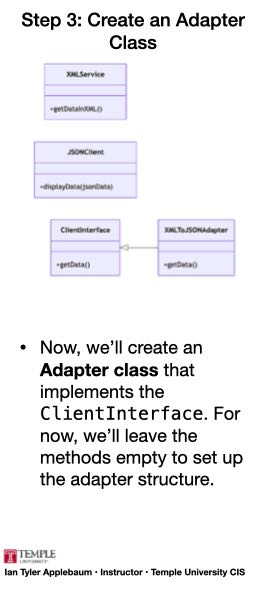 Step 3: Create an Adapter
Class
XMLService
+getDataInXML()
JSONClient
+displayData(jsonData)
ClientInterface
XMLToJSONAdapter
+getData()
+getData()
• Now, we’ll create an
Adapter class that
implements the
ClientInterface. For
now, we’ll leave the
methods empty to set up
the adapter structure.
TEMPLE
UNIVERSITY
Ian Tyler Applebaum • Instructor • Temple University CIS